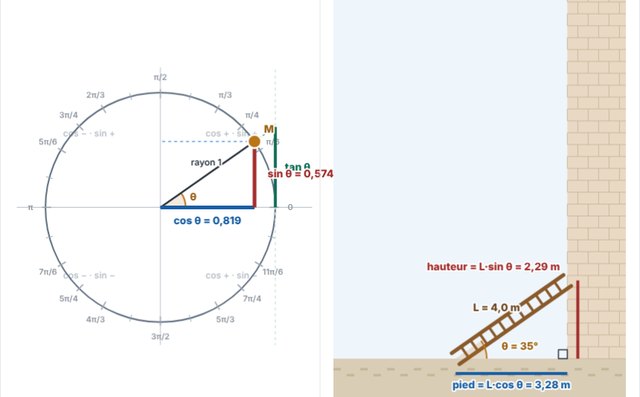 π/2
2π/3
π/3
3π/4
π/4
M
cos − · sin +
cos + · sin
5π/6
π/6
rayon 1
tan θ
sin θ = 0,574
θ
π
0
cos θ = 0,819
7π/6
cos − · sin −
cos + · sin
11π/6
5π/4
7π/4
4π/3
5π/3
3π/2
hauteur = L·sin θ = 2,29 m
L = 4,0 m
θ = 35°
pied = L·cos θ = 3,28 m